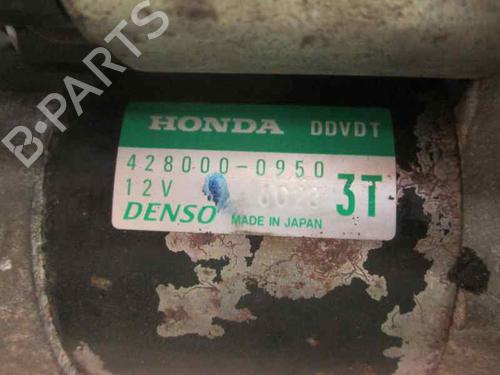 B-PARTS
HONDA DDVDT
428000-0950
12V 3T
DENSO MADE IN JAPAN